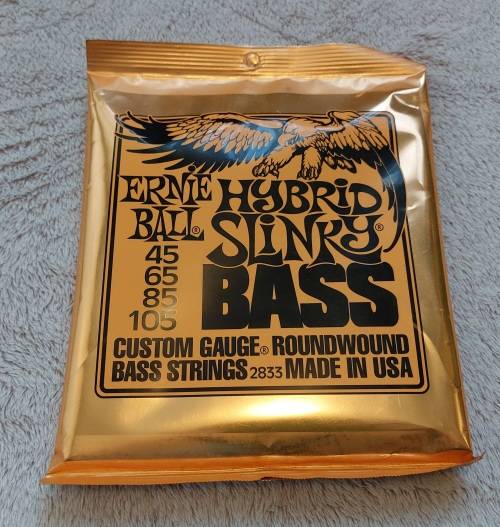 ERNIE BALL®
HYBRID SLINKY®
BASS
45
65
85
105
CUSTOM GAUGE® ROUNDWOUND
BASS STRINGS 2833 MADE IN USA